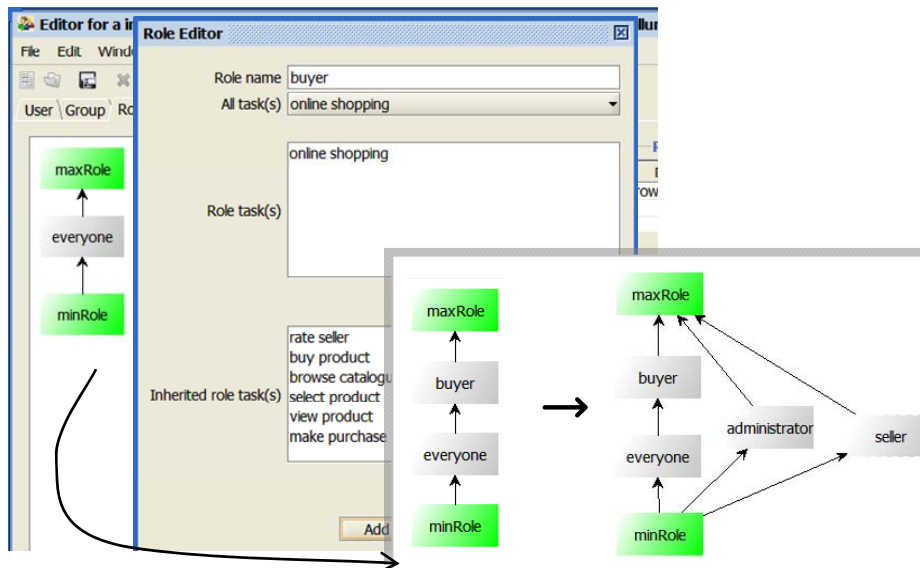 Editor for a in
Role Editor
File Edit Wind
User Group Ro
Role name buyer
All task(s) online shopping
Role task(s) online shopping
Inherited role task(s)
rate seller
buy product
browse catalogu
select product
view product
make purchase
Add
maxRole
everyone
minRole
maxRole
buyer
everyone
minRole
maxRole
buyer
administrator
seller
everyone
minRole